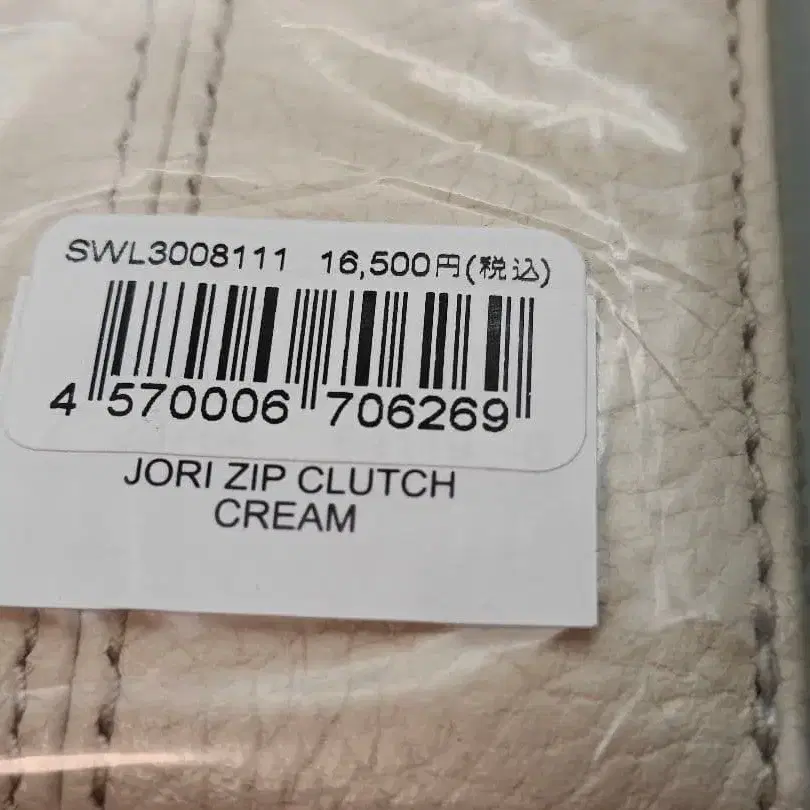 SWL3008111 16,500円(税込)
4 570006 706269
JORI ZIP CLUTCH
CREAM